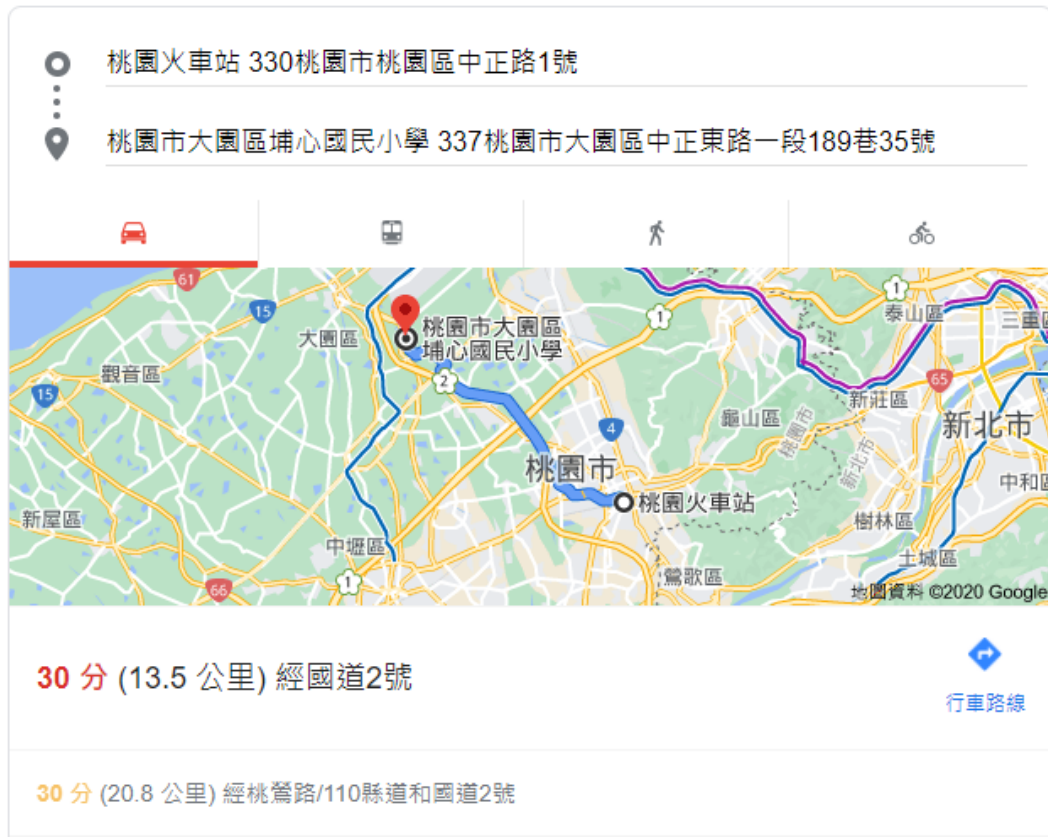 桃園火車站 330桃園市桃園區中正路1號
桃園市大園區埔心國民小學 337桃園市大園區中正東路一段189巷35號
61
15
1
1
泰山區
三重區
大園區
桃園市大園區
埔心國民小學
觀音區
2
15
65
新莊區
龜山區
桃園市
新北市
4
新北市
桃園市
中和區
桃園火車站
新屋區
樹林區
中壢區
土城區
1
鶯歌區
66
地圖資料 ©2020 Google
30 分 (13.5 公里) 經國道2號
行車路線
30 分 (20.8 公里) 經桃鶯路/110縣道和國道2號